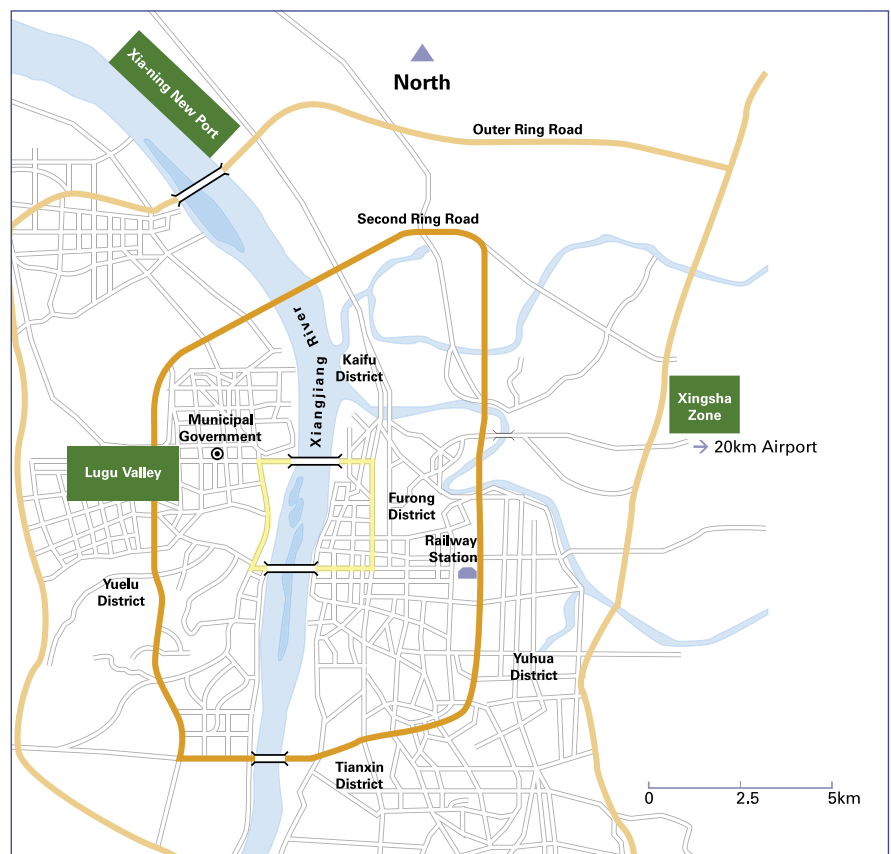 Xia-ning New Port
North
Outer Ring Road
Second Ring Road
Xiangjiang River
Kaifu
District
Xingsha
Zone
Municipal
Government
20km Airport
Lugu Valley
Furong
District
Railway
Station
Yuelu
District
Yuhua
District
Tianxin
District
0 2.5 5km